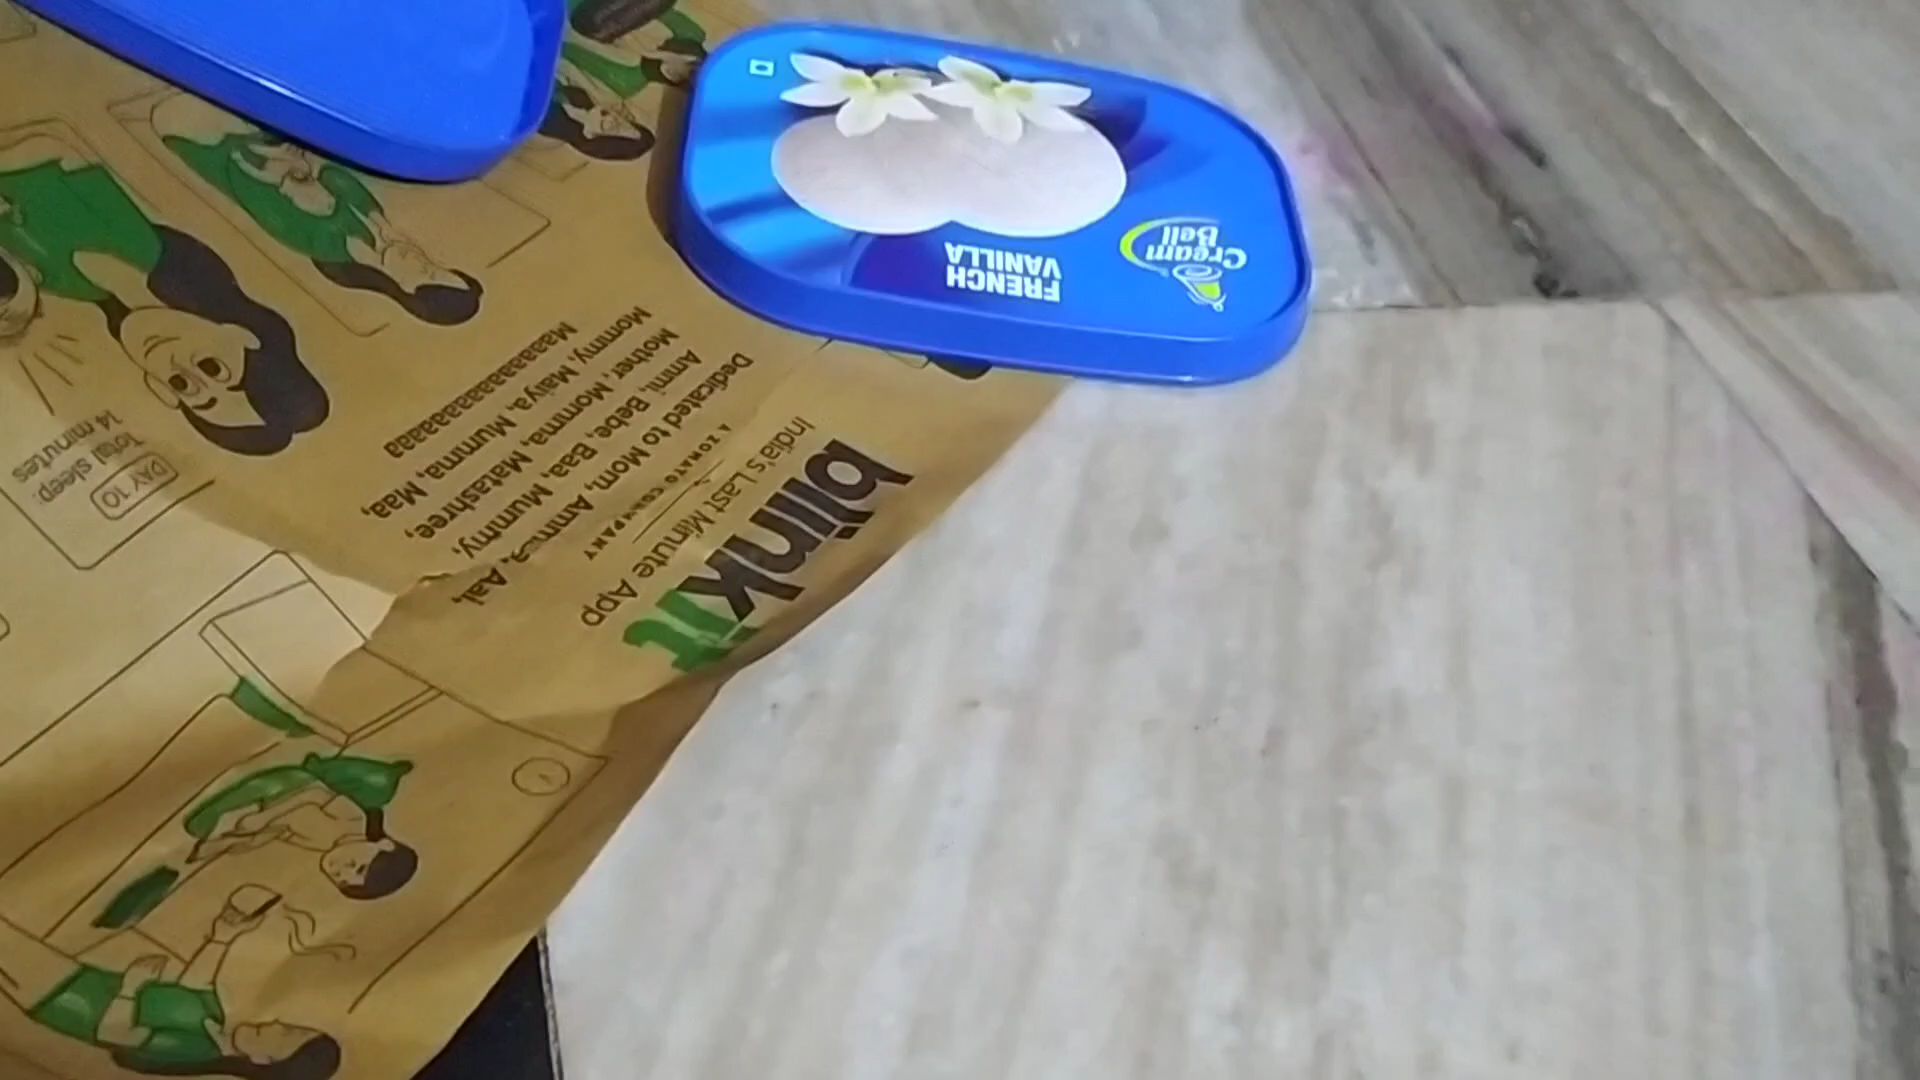 Cream
Bell
FRENCH
VANILLA
blinkit
India's Last Minute App
A ZOMATO COMPANY
Dedicated to Mom, Amma, Aai,
Ammi, Bebe, Baa, Mummy,
Mother, Momma, Matashree,
Mommy, Maiya, Mumma, Maa,
Maaaaaaaaaaaaaaa
DAY 10
Total sleep:
14 minutes